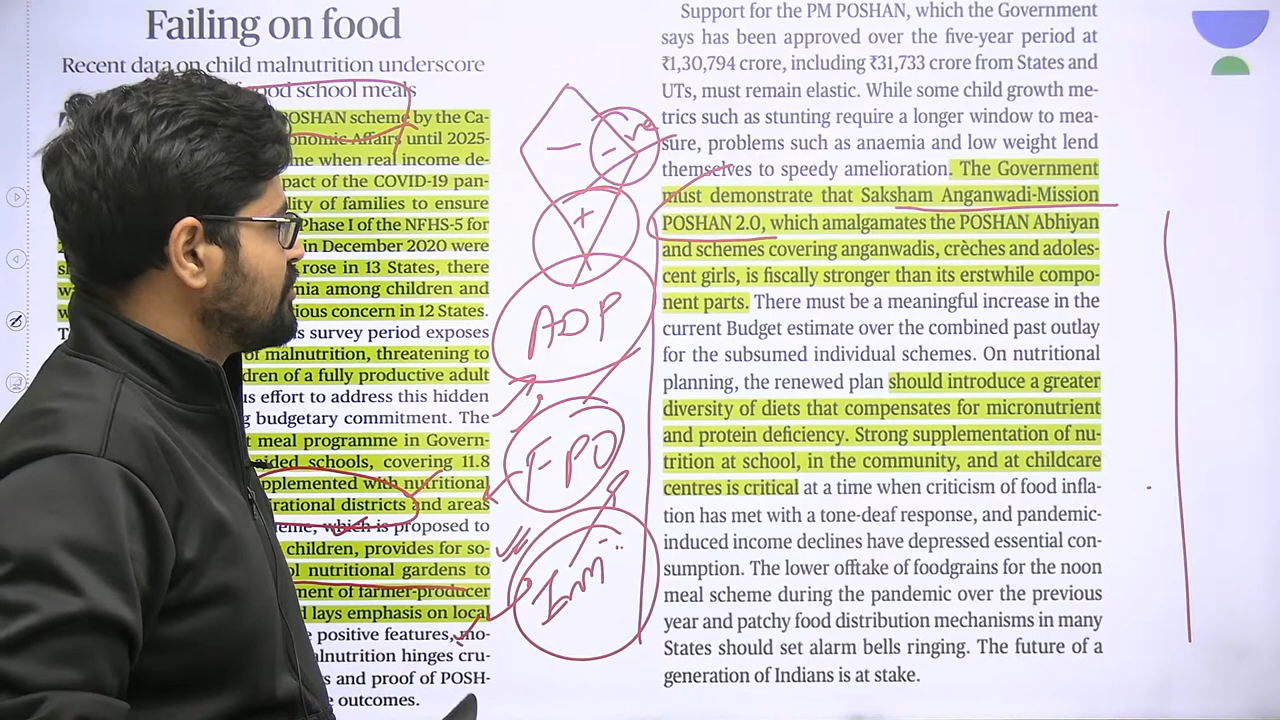 Failing on food
Recent data on child malnutrition underscore
good school meals
POSHAN scheme by the Ca-
onomic Affairs until 2025-
me when real income de-
pact of the COVID-19 pan-
lity of families to ensure
Phase I of the NFHS-5 for
in December 2020 were
rose in 13 States, there
mia among children and
ious concern in 12 States.
s survey period exposes
of malnutrition, threatening to
dren of a fully productive adult
us effort to address this hidden
g budgetary commitment. The
t meal programme in Govern-
aided schools, covering 11.8
pplemented with nutritional
irational districts and areas
eme, which is proposed to
children, provides for so-
ol nutritional gardens to
ment of farmer-producer
d lays emphasis on local
e positive features, mo-
alnutrition hinges cru-
s and proof of POSH-
e outcomes.
− −ve
+
ADP
FPO
Imm
Support for the PM POSHAN, which the Government
says has been approved over the five-year period at
₹1,30,794 crore, including ₹31,733 crore from States and
UTs, must remain elastic. While some child growth me-
trics such as stunting require a longer window to mea-
sure, problems such as anaemia and low weight lend
themselves to speedy amelioration. The Government
must demonstrate that Saksham Anganwadi-Mission
POSHAN 2.0, which amalgamates the POSHAN Abhiyan
and schemes covering anganwadis, crèches and adoles-
cent girls, is fiscally stronger than its erstwhile compo-
nent parts. There must be a meaningful increase in the
current Budget estimate over the combined past outlay
for the subsumed individual schemes. On nutritional
planning, the renewed plan should introduce a greater
diversity of diets that compensates for micronutrient
and protein deficiency. Strong supplementation of nu-
trition at school, in the community, and at childcare
centres is critical at a time when criticism of food infla-
tion has met with a tone-deaf response, and pandemic-
induced income declines have depressed essential con-
sumption. The lower offtake of foodgrains for the noon
meal scheme during the pandemic over the previous
year and patchy food distribution mechanisms in many
States should set alarm bells ringing. The future of a
generation of Indians is at stake.